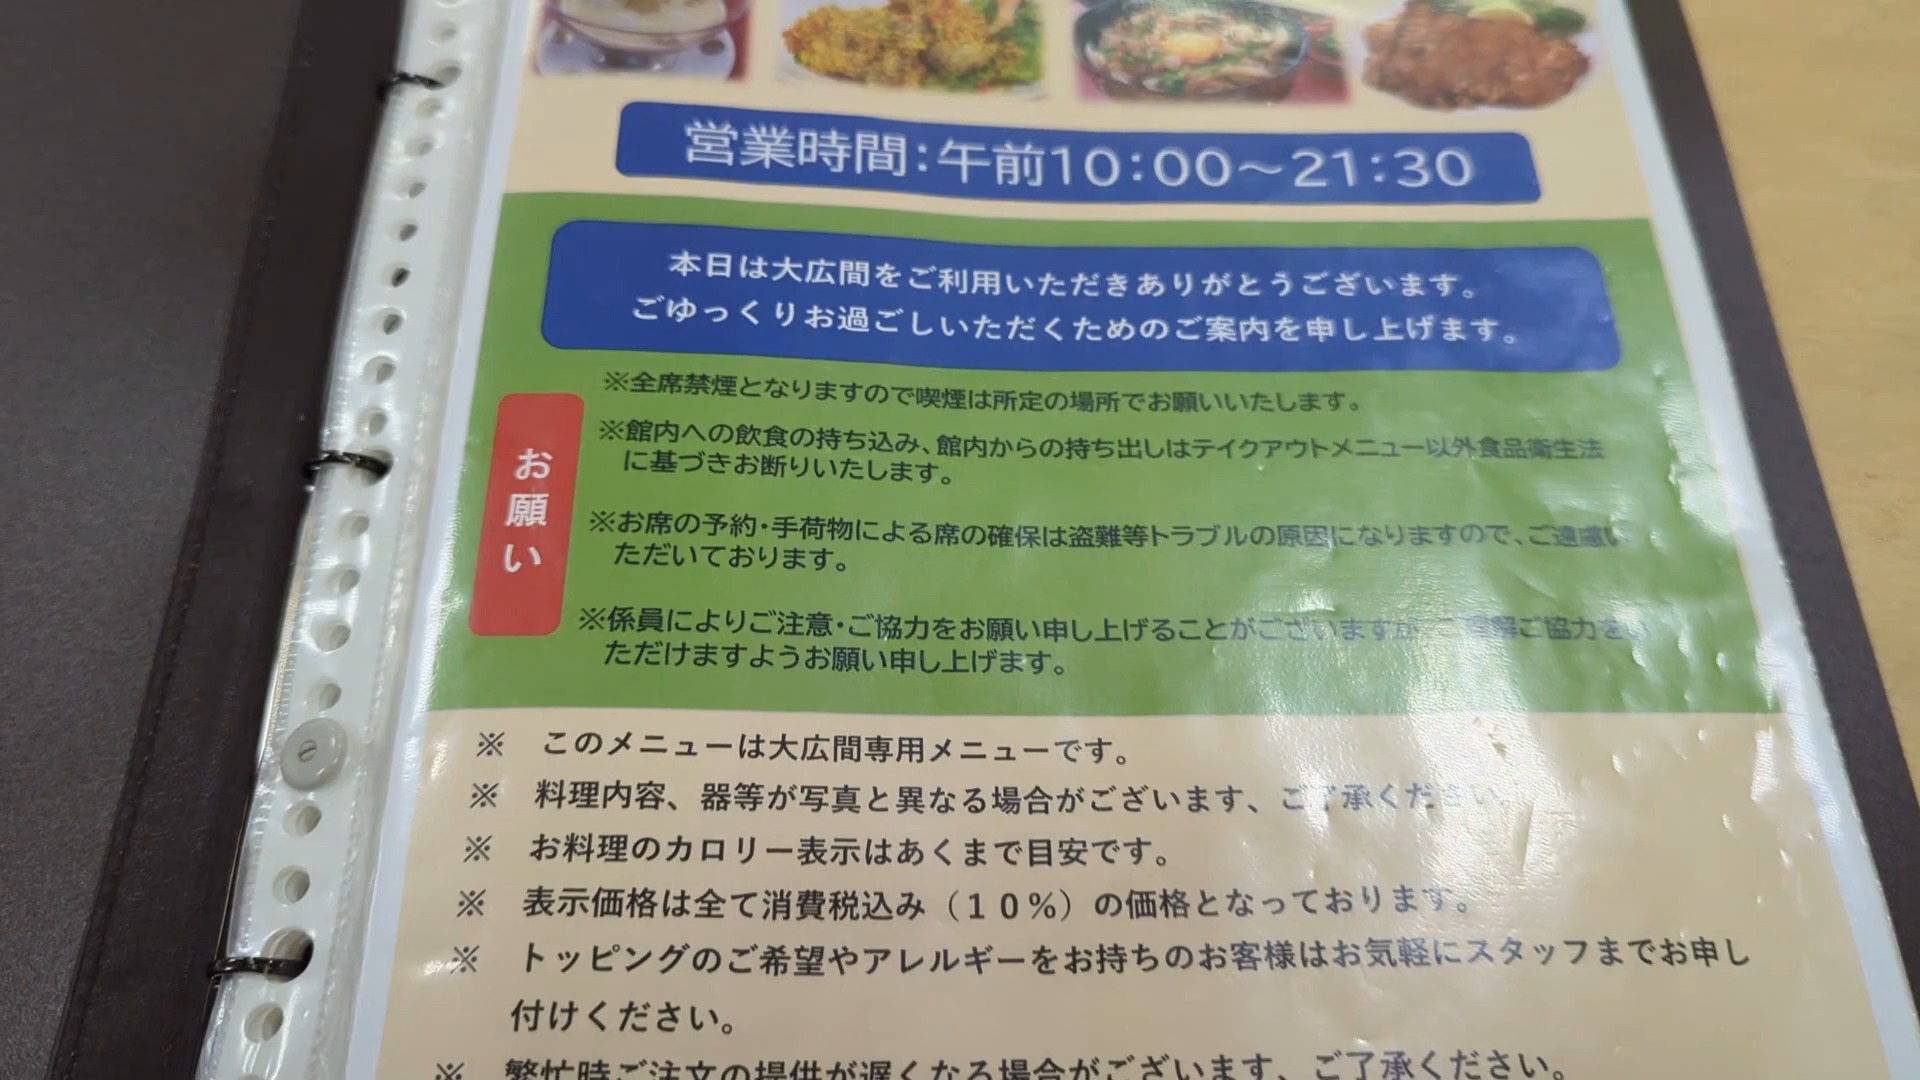 営業時間：午前10：00～21：30
本日は大広間をご利用いただきありがとうございます。
ごゆっくりお過ごしいただくためのご案内を申し上げます。
お願い
※全席禁煙となりますので喫煙は所定の場所でお願いいたします。
※館内への飲食の持ち込み、館内からの持ち出しはテイクアウトメニュー以外食品衛生法
に基づきお断りいたします。
※お席の予約・手荷物による席の確保は盗難等トラブルの原因になりますので、ご遠慮い
ただいております。
※係員によりご注意・ご協力をお願い申し上げることがございますが、ご理解ご協力をい
ただけますようお願い申し上げます。
※ このメニューは大広間専用メニューです。
※ 料理内容、器等が写真と異なる場合がございます、ご了承ください。
※ お料理のカロリー表示はあくまで目安です。
※ 表示価格は全て消費税込み（１０％）の価格となっております。
※ トッピングのご希望やアレルギーをお持ちのお客様はお気軽にスタッフまでお申し
付けください。
※ 繁忙時ご注文の提供が遅くなる場合がございます、ご了承ください。